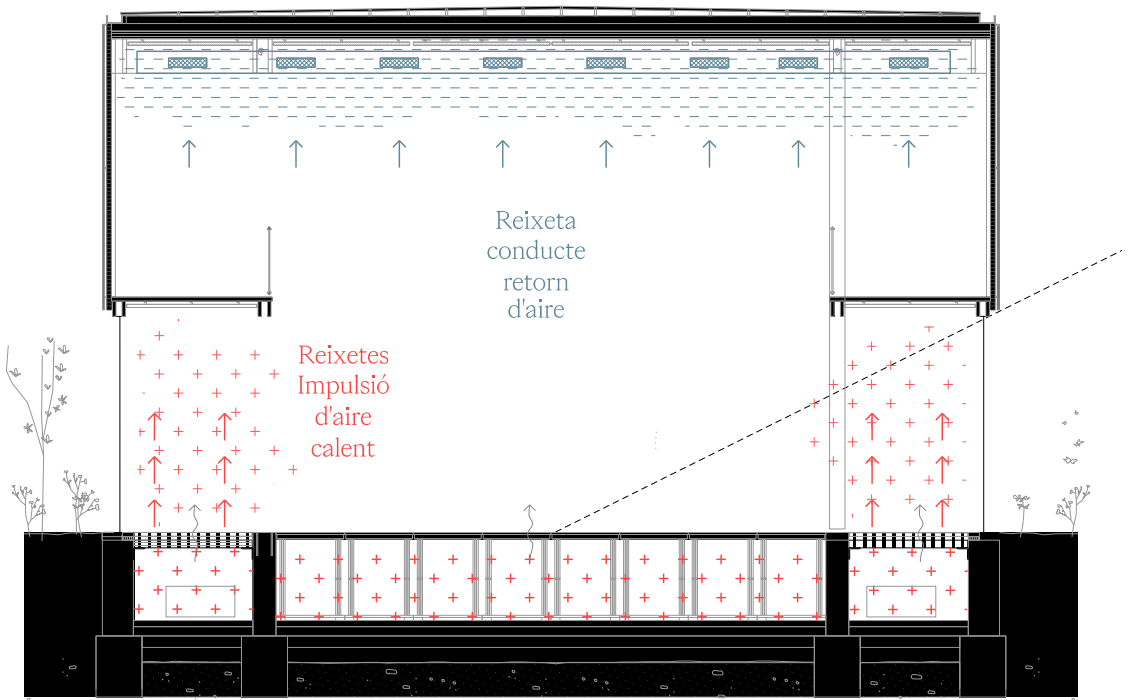 Reixeta
conducte
retorn
d'aire
Reixetes
Impulsió
d'aire
calent